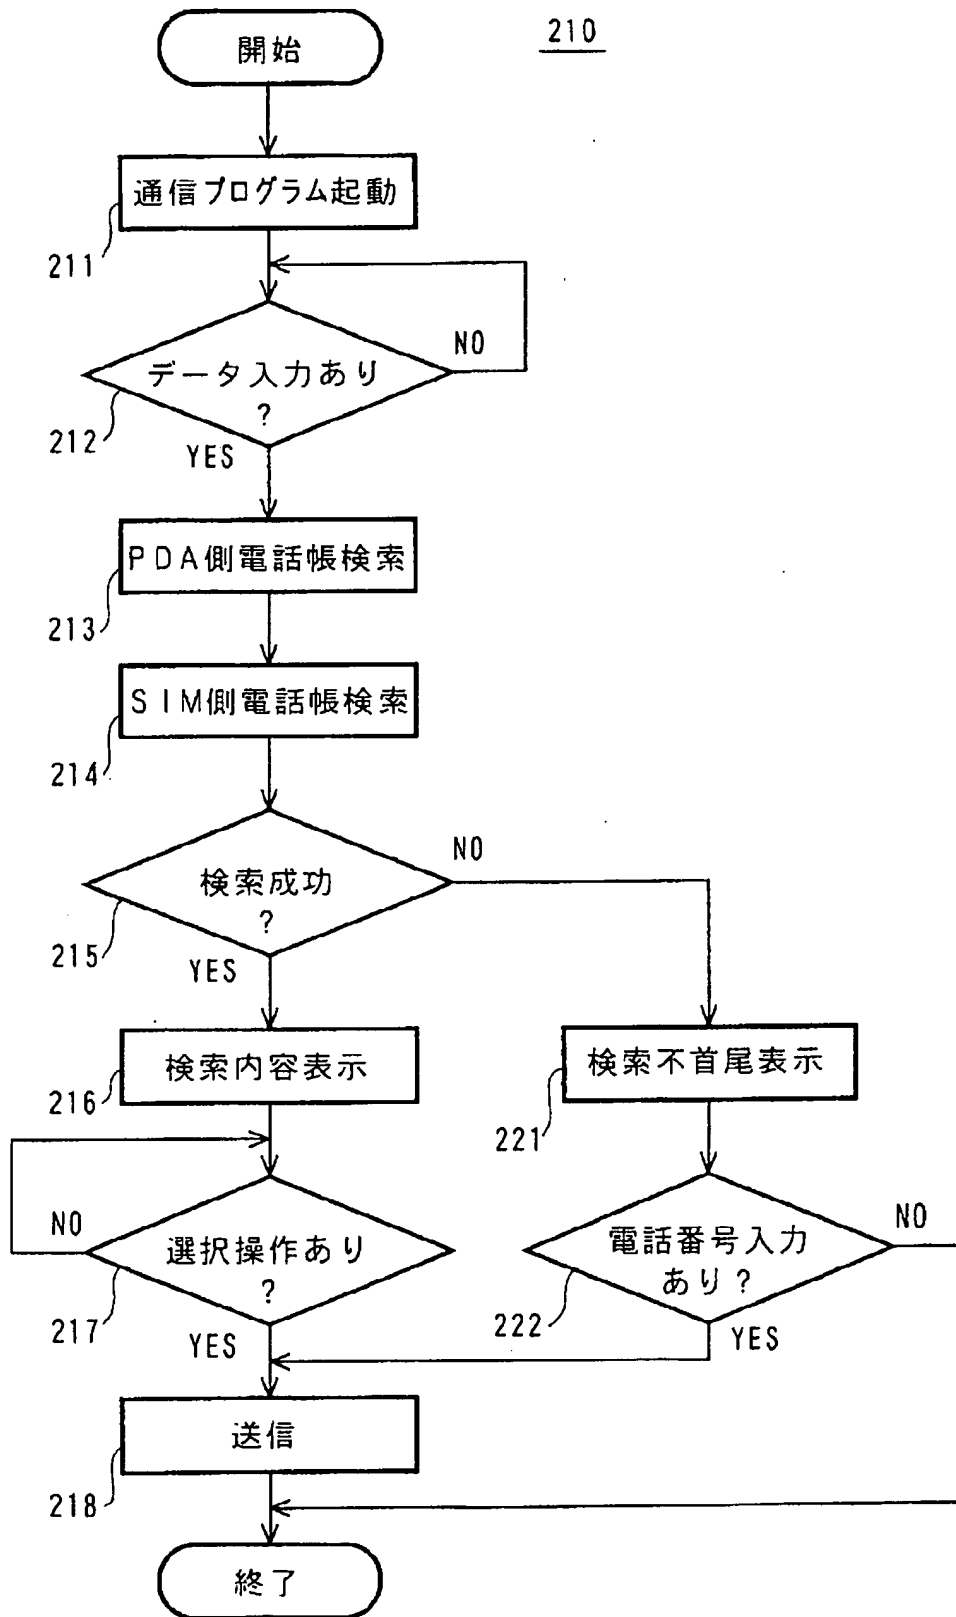 210
開始
通信プログラム起動
211
データ入力あり
?
NO
212
YES
PDA側電話帳検索
213
SIM側電話帳検索
214
検索成功
?
NO
215
YES
検索内容表示
216
検索不首尾表示
221
選択操作あり
?
NO
217
YES
電話番号入力
あり?
NO
222
YES
送信
218
終了